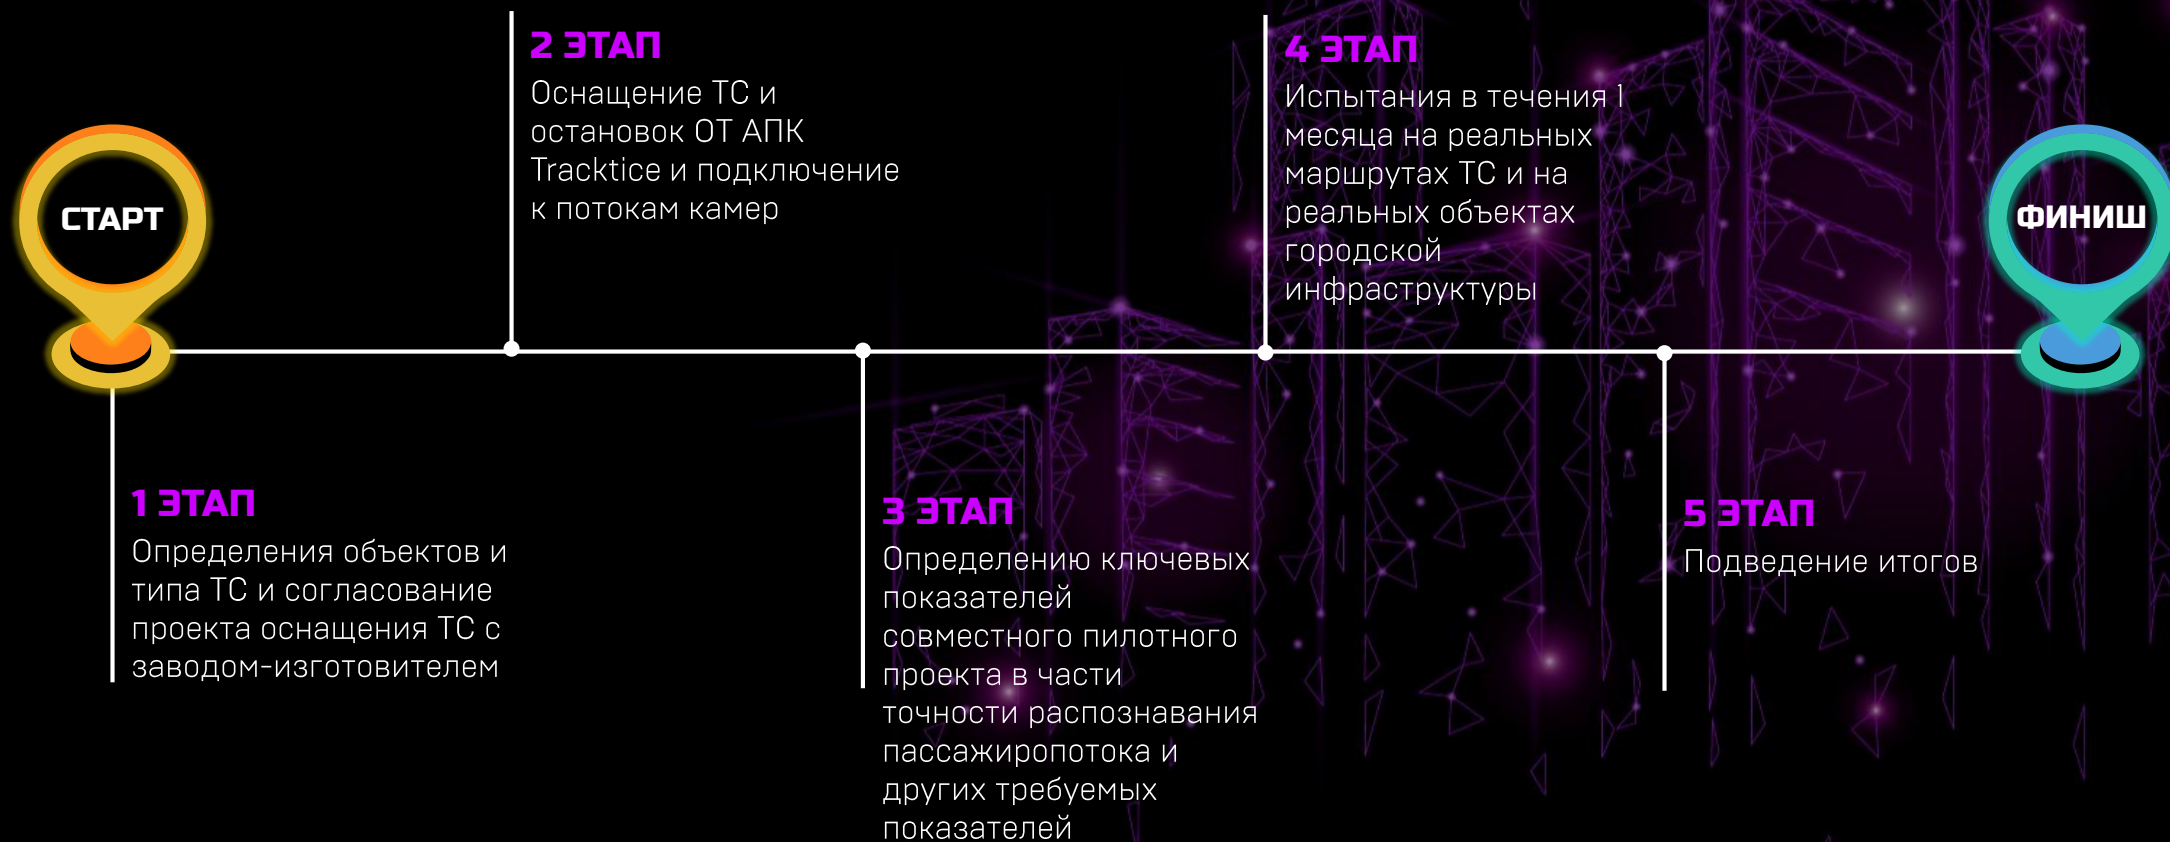 СТАРТ
1 ЭТАП
Определения объектов и
типа ТС и согласование
проекта оснащения ТС с
заводом-изготовителем
2 ЭТАП
Оснащение ТС и
остановок ОТ АПК
Tracktice и подключение
к потокам камер
3 ЭТАП
Определению ключевых
показателей
совместного пилотного
проекта в части
точности распознавания
пассажиропотока и
других требуемых
показателей
4 ЭТАП
Испытания в течения 1
месяца на реальных
маршрутах ТС и на
реальных объектах
городской
инфраструктуры
5 ЭТАП
Подведение итогов
ФИНИШ